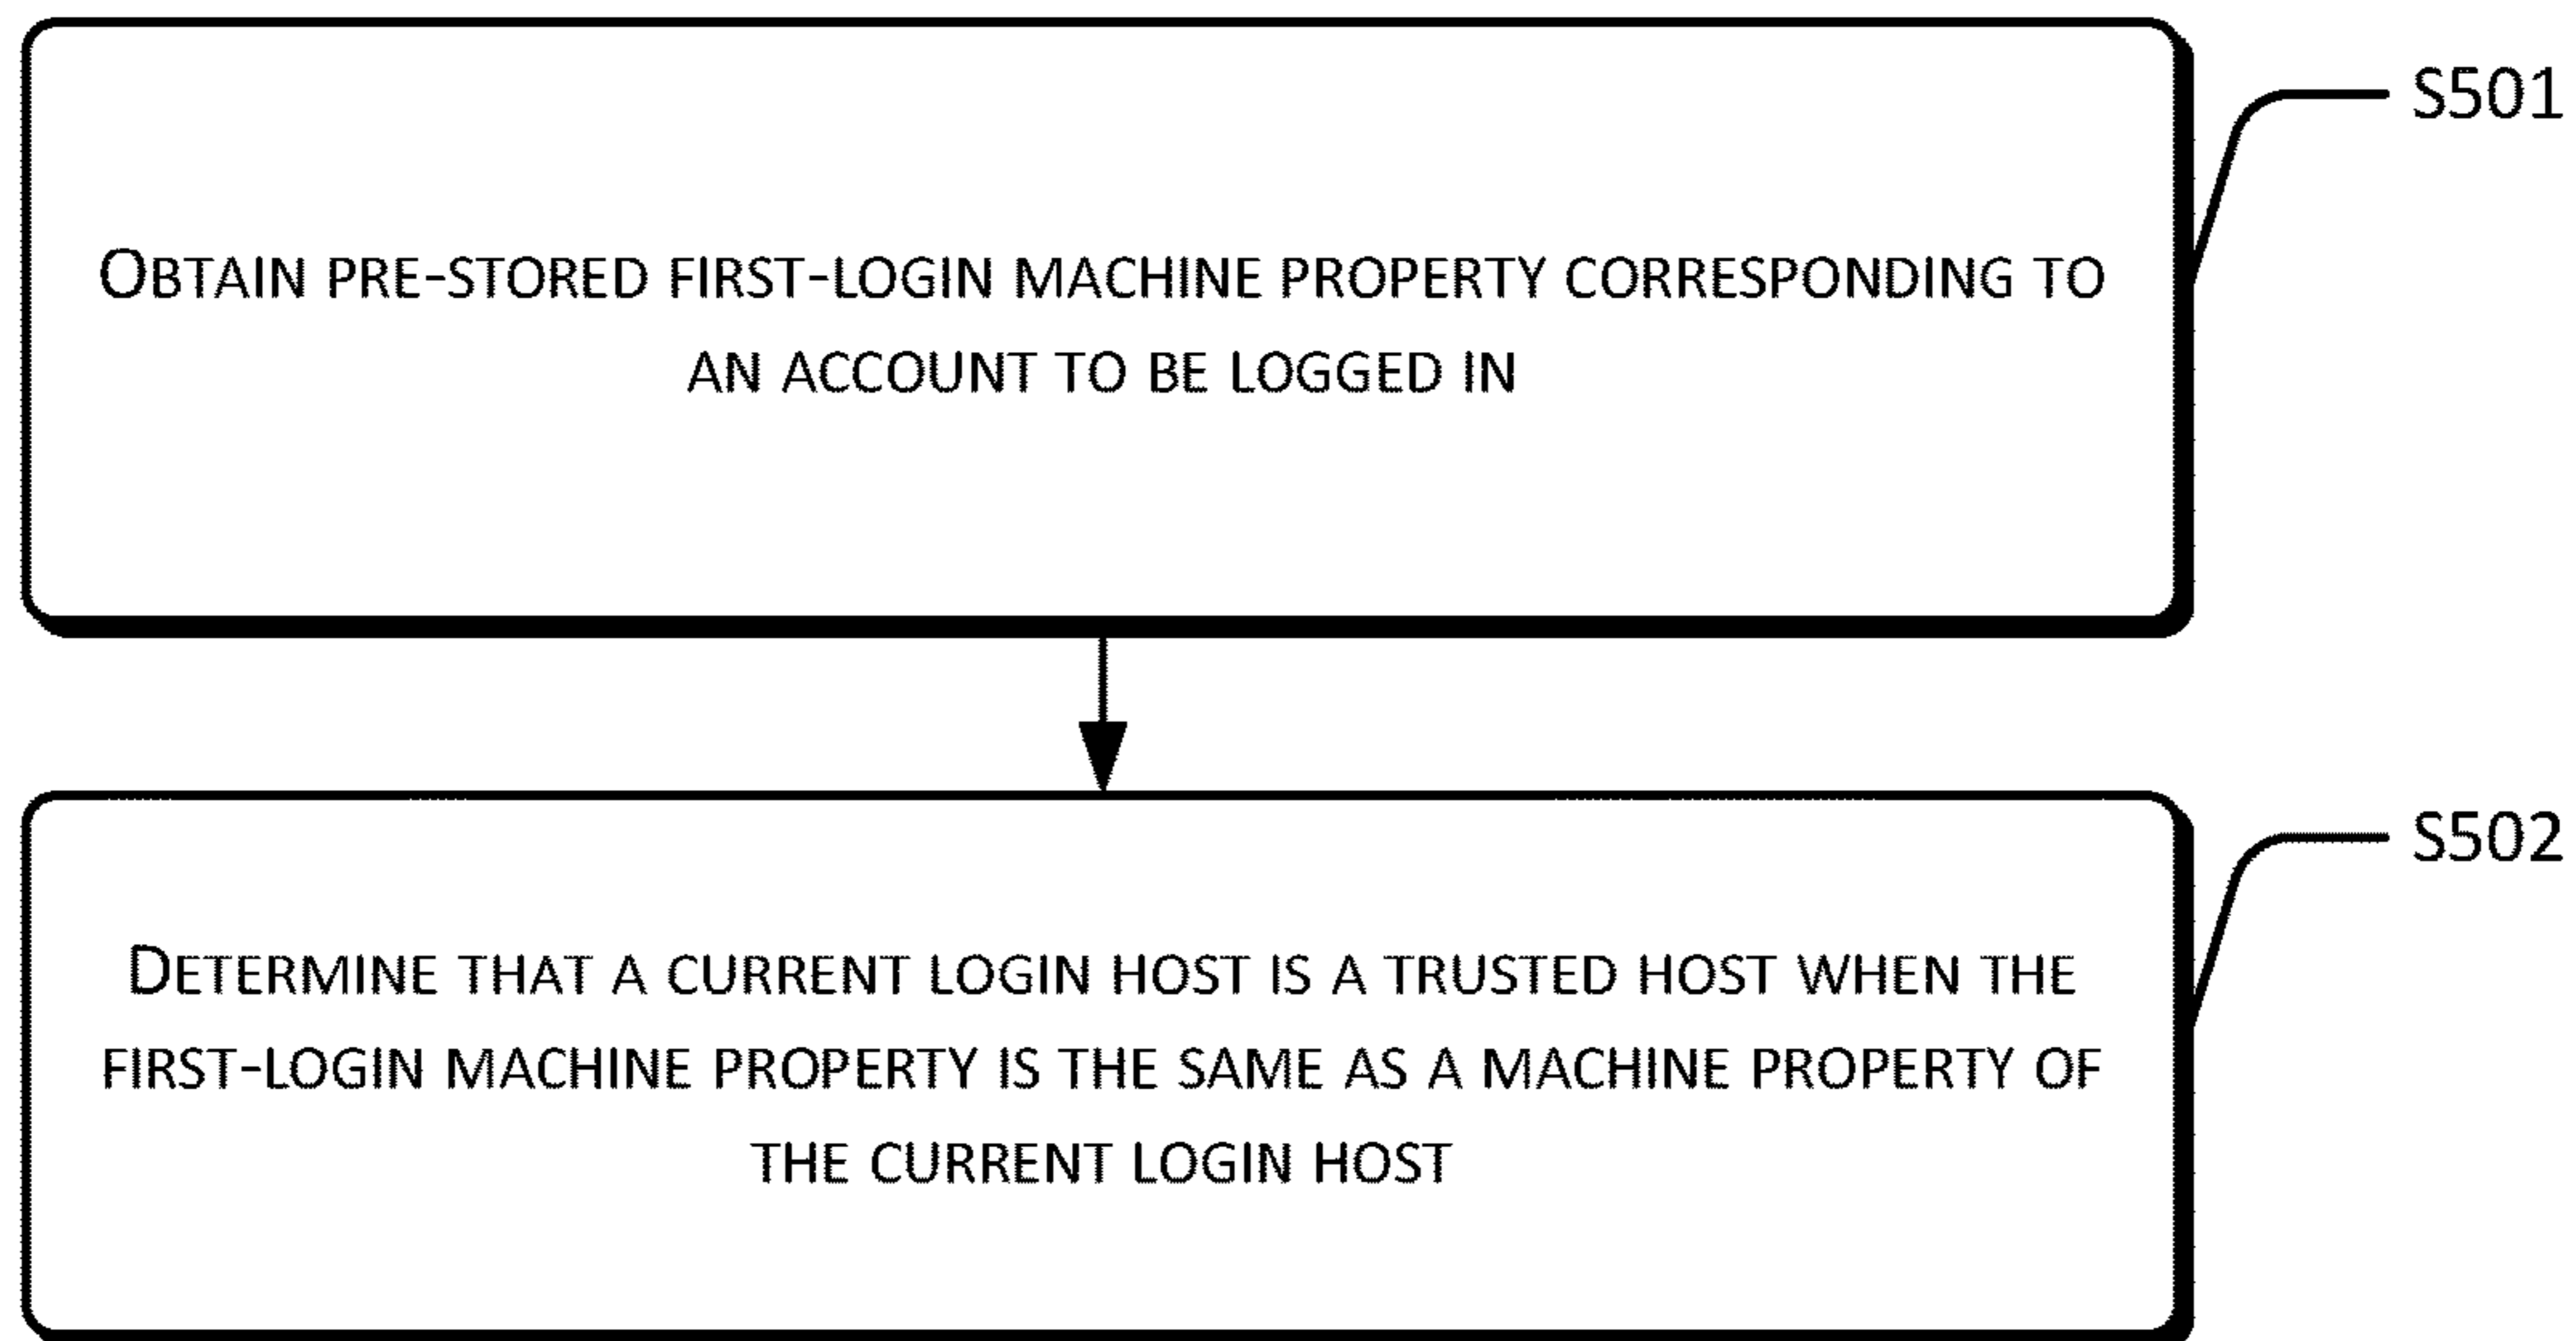 OBTAIN PRE-STORED FIRST-LOGIN MACHINE PROPERTY CORRESPONDING TO
AN ACCOUNT TO BE LOGGED IN
S501
DETERMINE THAT A CURRENT LOGIN HOST IS A TRUSTED HOST WHEN THE
FIRST-LOGIN MACHINE PROPERTY IS THE SAME AS A MACHINE PROPERTY OF
THE CURRENT LOGIN HOST
S502